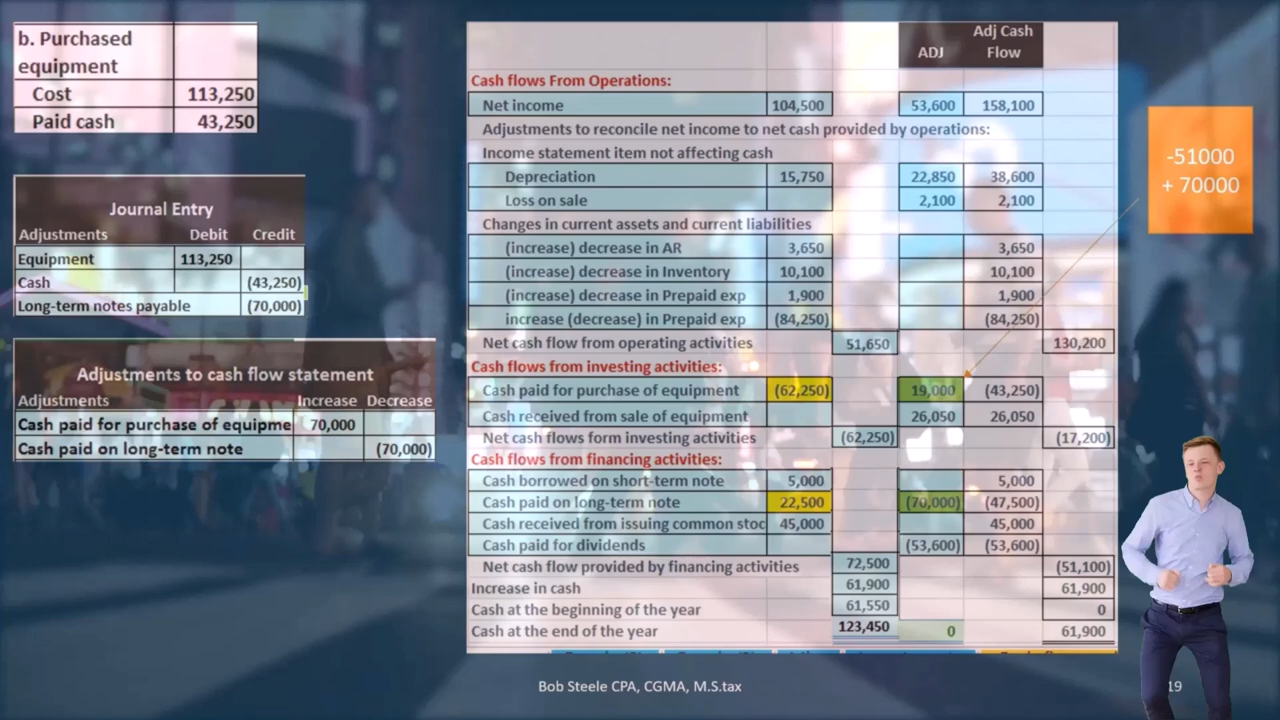 b. Purchased
equipment
Cost 113,250
Paid cash 43,250
Journal Entry
Adjustments Debit Credit
Equipment 113,250
Cash (43,250)
Long-term notes payable (70,000)
Adjustments to cash flow statement
Adjustments Increase Decrease
Cash paid for purchase of equipme 70,000
Cash paid on long-term note (70,000)
ADJ Adj Cash
Flow
Cash flows From Operations:
Net income 104,500 53,600 158,100
Adjustments to reconcile net income to net cash provided by operations:
Income statement item not affecting cash
Depreciation 15,750 22,850 38,600
Loss on sale 2,100 2,100
Changes in current assets and current liabilities
(increase) decrease in AR 3,650 3,650
(increase) decrease in Inventory 10,100 10,100
(increase) decrease in Prepaid exp 1,900 1,900
increase (decrease) in Prepaid exp (84,250) (84,250)
Net cash flow from operating activities 51,650 130,200
Cash flows from investing activities:
Cash paid for purchase of equipment (62,250) 19,000 (43,250)
Cash received from sale of equipment 26,050 26,050
Net cash flows form investing activities (62,250) (17,200)
Cash flows from financing activities:
Cash borrowed on short-term note 5,000 5,000
Cash paid on long-term note 22,500 (70,000) (47,500)
Cash received from issuing common stoc 45,000 45,000
Cash paid for dividends (53,600) (53,600)
Net cash flow provided by financing activities 72,500 (51,100)
Increase in cash 61,900 61,900
Cash at the beginning of the year 61,550 0
Cash at the end of the year 123,450 0 61,900
-51000
+ 70000
Bob Steele CPA, CGMA, M.S.tax
19